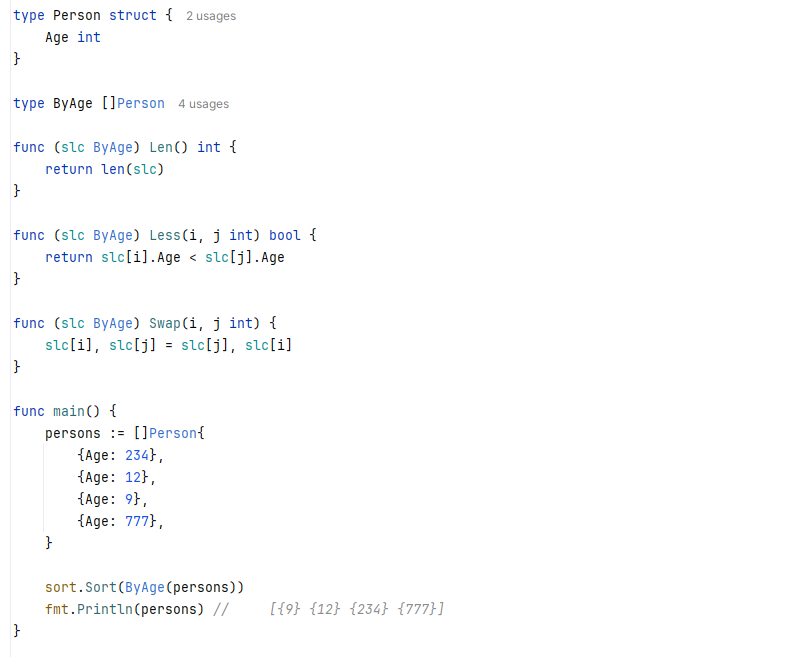 type Person struct {  2 usages
    Age int
}

type ByAge []Person  4 usages

func (slc ByAge) Len() int {
    return len(slc)
}

func (slc ByAge) Less(i, j int) bool {
    return slc[i].Age < slc[j].Age
}

func (slc ByAge) Swap(i, j int) {
    slc[i], slc[j] = slc[j], slc[i]
}

func main() {
    persons := []Person{
        {Age: 234},
        {Age: 12},
        {Age: 9},
        {Age: 777},
    }

    sort.Sort(ByAge(persons))
    fmt.Println(persons) //     [{9} {12} {234} {777}]
}